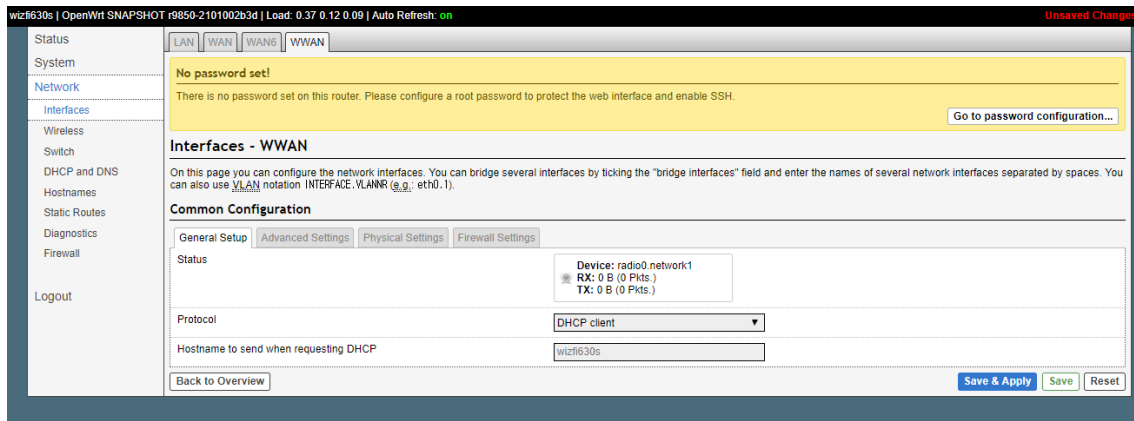 wizfi630s | OpenWrt SNAPSHOT r9850-2101002b3d | Load: 0.37 0.12 0.09 | Auto Refresh: on
Unsaved Changes
Status
System
Network
Interfaces
Wireless
Switch
DHCP and DNS
Hostnames
Static Routes
Diagnostics
Firewall
Logout
LAN WAN WAN6 WWAN
No password set!
There is no password set on this router. Please configure a root password to protect the web interface and enable SSH.
Go to password configuration...
Interfaces - WWAN
On this page you can configure the network interfaces. You can bridge several interfaces by ticking the "bridge interfaces" field and enter the names of several network interfaces separated by spaces. You
can also use VLAN notation INTERFACE.VLANNR (e.g.: eth0.1).
Common Configuration
General Setup Advanced Settings Physical Settings Firewall Settings
Status
Device: radio0.network1
RX: 0 B (0 Pkts.)
TX: 0 B (0 Pkts.)
Protocol
DHCP client
Hostname to send when requesting DHCP
wizfi630s
Back to Overview
Save & Apply Save Reset